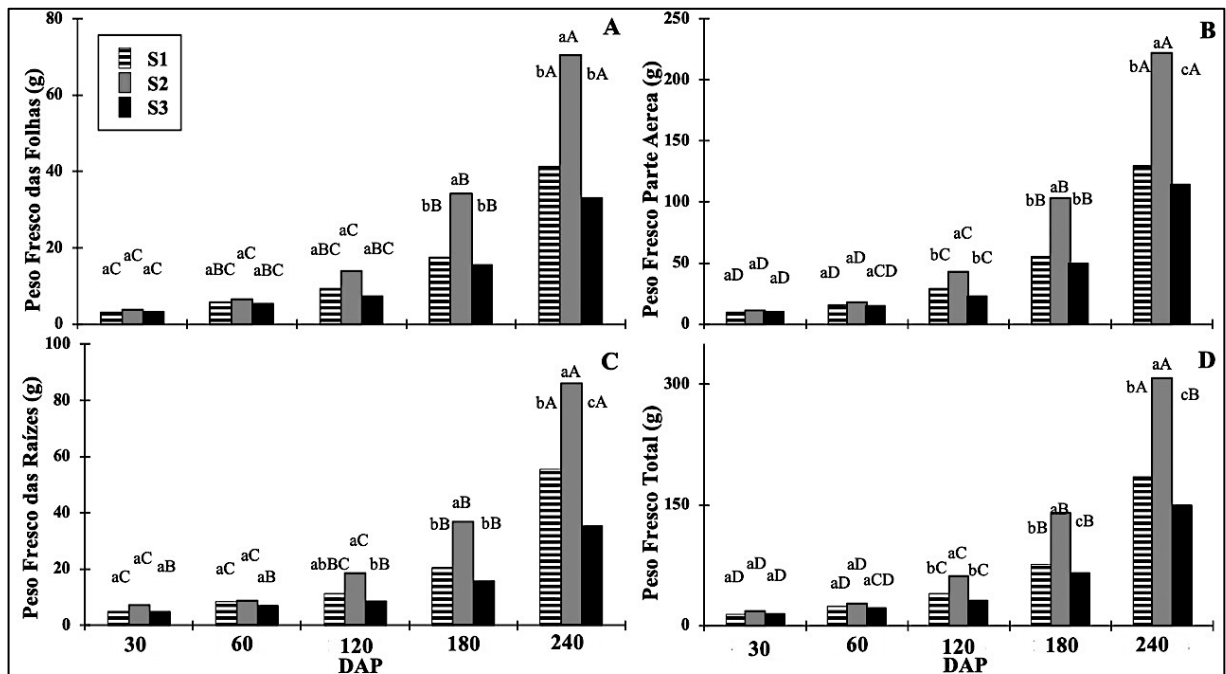 A
S1
S2
S3
Peso Fresco das Folhas (g)
80
60
40
20
0
aC aC aC
aBC aC aBC
aBC aC aBC
bB aB bB
bA aA bA
B
Peso Fresco Parte Aerea (g)
250
200
150
100
50
0
aD aD aD
aD aD aCD
bC aC bC
bB aB bB
bA aA cA
C
Peso Fresco das Raízes (g)
100
80
60
40
20
0
aC aC aB
aC aC aB
abBC aC bB
bB aB bB
bA aA cA
30 60 120 180 240
DAP
D
Peso Fresco Total (g)
300
150
0
aD aD aD
aD aD aCD
bC aC bC
bB aB cB
bA aA cB
30 60 120 180 240
DAP